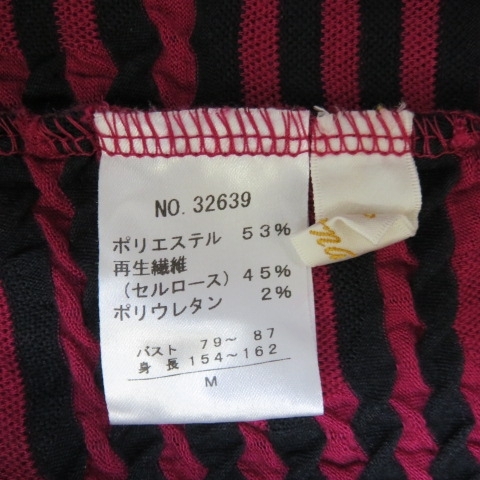 NO. 32639
ポリエステル 53%
再生繊維
(セルロース) 45%
ポリウレタン 2%
バスト 79~ 87
身長 154~162
M